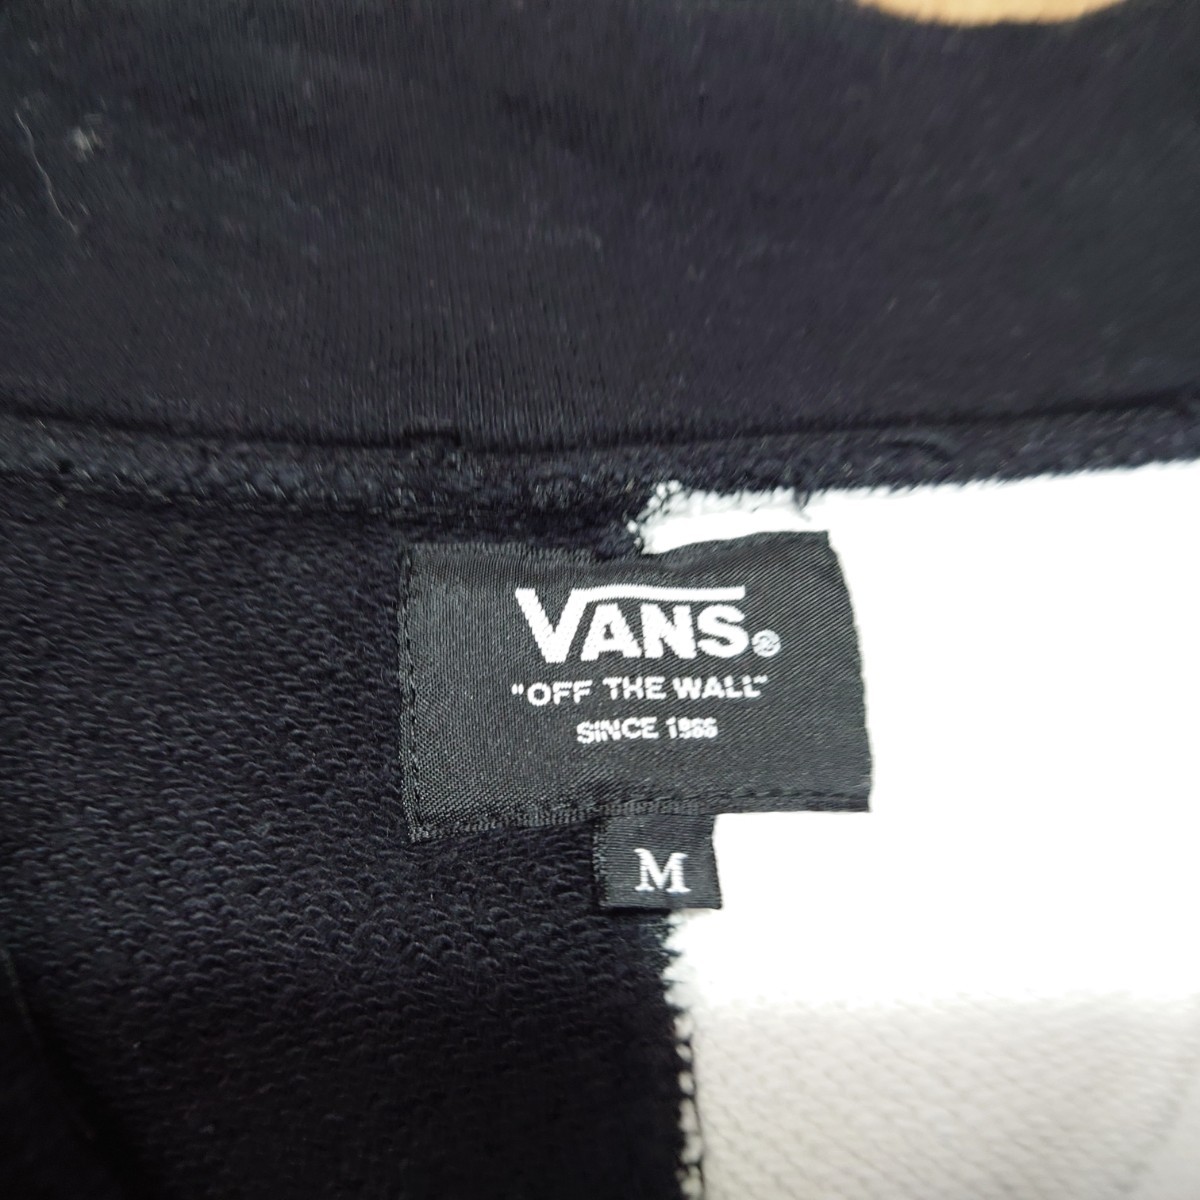 VANS®
"OFF THE WALL"
SINCE 1966
M